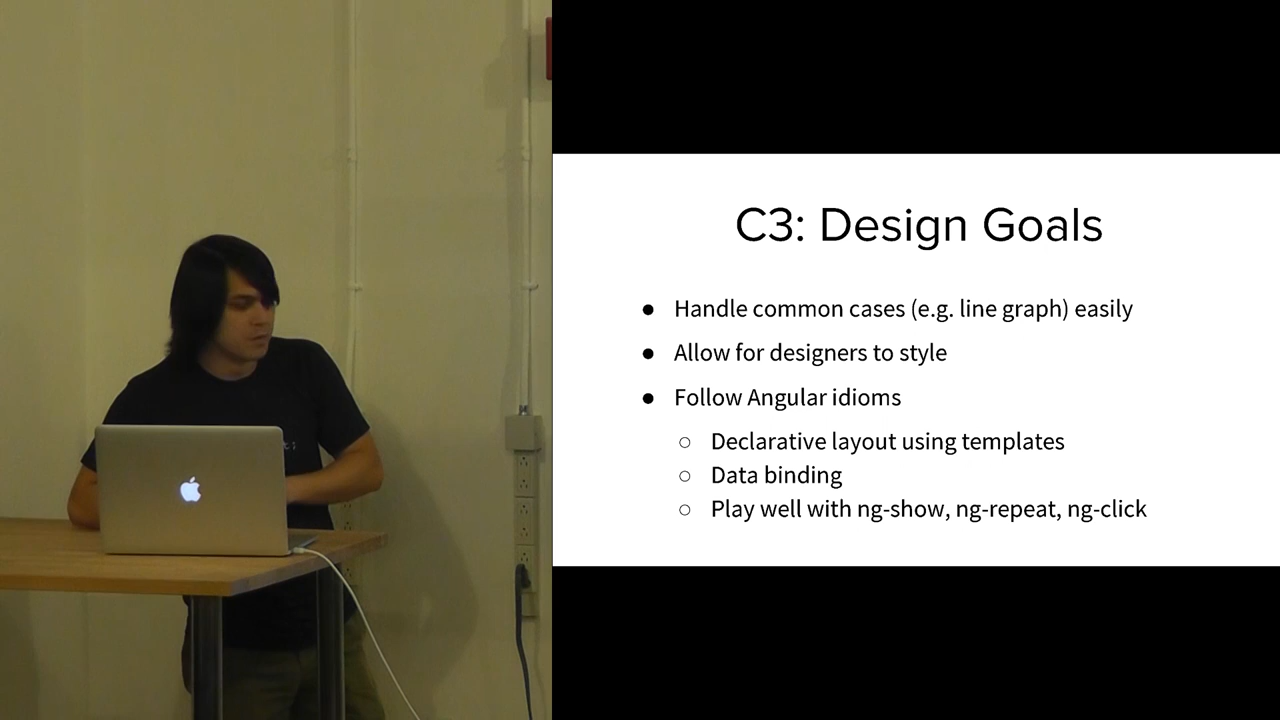 C3: Design Goals
● Handle common cases (e.g. line graph) easily
● Allow for designers to style
● Follow Angular idioms
○ Declarative layout using templates
○ Data binding
○ Play well with ng-show, ng-repeat, ng-click